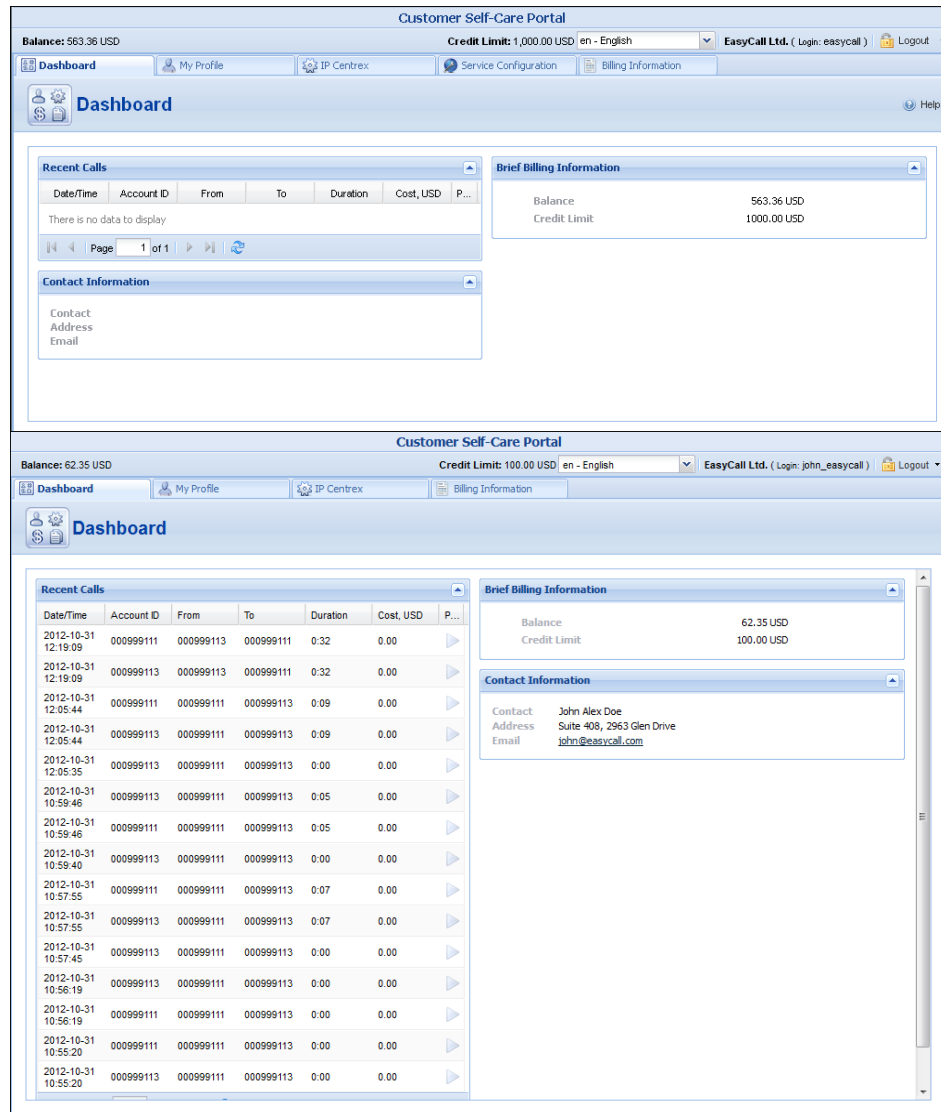 Customer Self-Care Portal
Balance: 563.36 USD Credit Limit: 1,000.00 USD en - English EasyCall Ltd. ( Login: easycall ) Logout
Dashboard My Profile IP Centrex Service Configuration Billing Information
Dashboard Help
Recent Calls
Date/Time Account ID From To Duration Cost, USD P...
There is no data to display
Page 1 of 1
Brief Billing Information
Balance 563.36 USD
Credit Limit 1000.00 USD
Contact Information
Contact
Address
Email
Customer Self-Care Portal
Balance: 62.35 USD Credit Limit: 100.00 USD en - English EasyCall Ltd. ( Login: john_easycall ) Logout
Dashboard My Profile IP Centrex Billing Information
Dashboard
Recent Calls
Date/Time Account ID From To Duration Cost, USD P...
2012-10-31
12:19:09 000999111 000999113 000999111 0:32 0.00
2012-10-31
12:19:09 000999113 000999113 000999111 0:32 0.00
2012-10-31
12:05:44 000999111 000999111 000999113 0:09 0.00
2012-10-31
12:05:44 000999113 000999111 000999113 0:09 0.00
2012-10-31
12:05:35 000999113 000999111 000999113 0:00 0.00
2012-10-31
10:59:46 000999113 000999111 000999113 0:05 0.00
2012-10-31
10:59:46 000999111 000999111 000999113 0:05 0.00
2012-10-31
10:59:40 000999113 000999111 000999113 0:00 0.00
2012-10-31
10:57:55 000999111 000999111 000999113 0:07 0.00
2012-10-31
10:57:55 000999113 000999111 000999113 0:07 0.00
2012-10-31
10:57:45 000999113 000999111 000999113 0:00 0.00
2012-10-31
10:56:19 000999113 000999111 000999113 0:00 0.00
2012-10-31
10:56:19 000999111 000999111 000999113 0:00 0.00
2012-10-31
10:55:20 000999111 000999111 000999113 0:00 0.00
2012-10-31
10:55:20 000999113 000999111 000999113 0:00 0.00
Brief Billing Information
Balance 62.35 USD
Credit Limit 100.00 USD
Contact Information
Contact John Alex Doe
Address Suite 408, 2963 Glen Drive
Email john@easycall.com